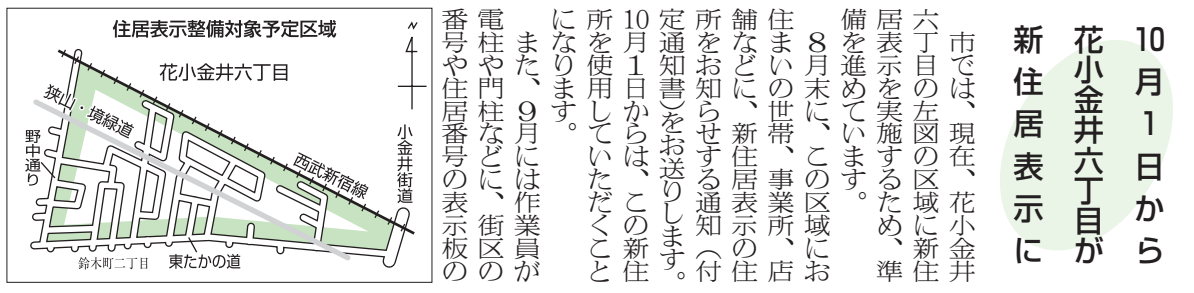 10月1日から
花小金井六丁目が
新住居表示に
市では、現在、花小金井
六丁目の左図の区域に新住
居表示を実施するため、準
備を進めています。
8月末に、この区域にお
住まいの世帯、事業所、店
舗などに、新住居表示の住
所をお知らせする通知（付
定通知書）をお送りします。
10月1日からは、この新住
所を使用していただくこと
になります。
また、9月には作業員が
電柱や門柱などに、街区の
番号や住居番号の表示板の
住居表示整備対象予定区域
N
花小金井六丁目
狭山・境緑道
野中通り
西武新宿線
小金井街道
鈴木町二丁目
東たかの道